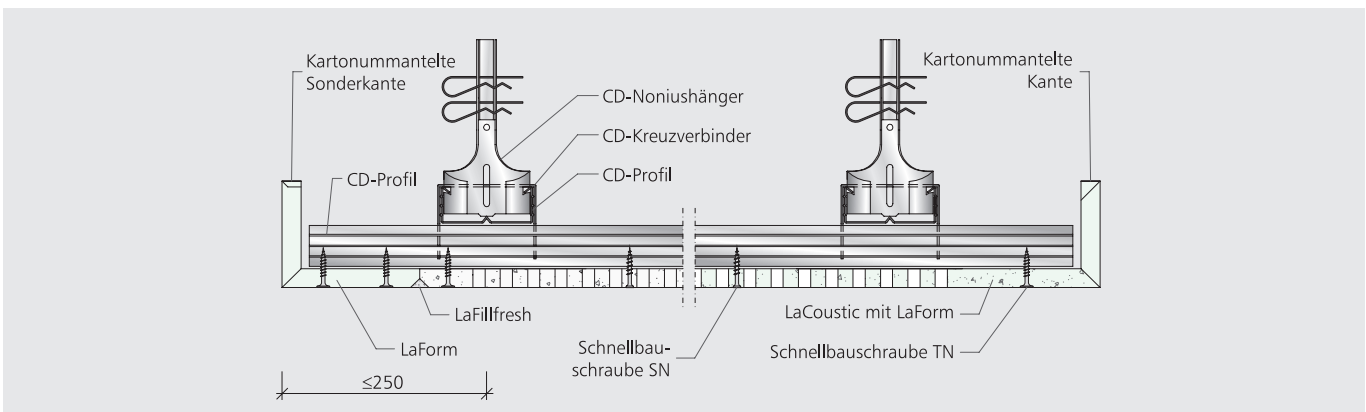 Kartonummantelte
Sonderkante
Kartonummantelte
Kante
CD-Noniushänger
CD-Kreuzverbinder
CD-Profil
CD-Profil
LaFillfresh
LaForm
Schnellbau-
schraube SN
LaCoustic mit LaForm
Schnellbauschraube TN
≤250